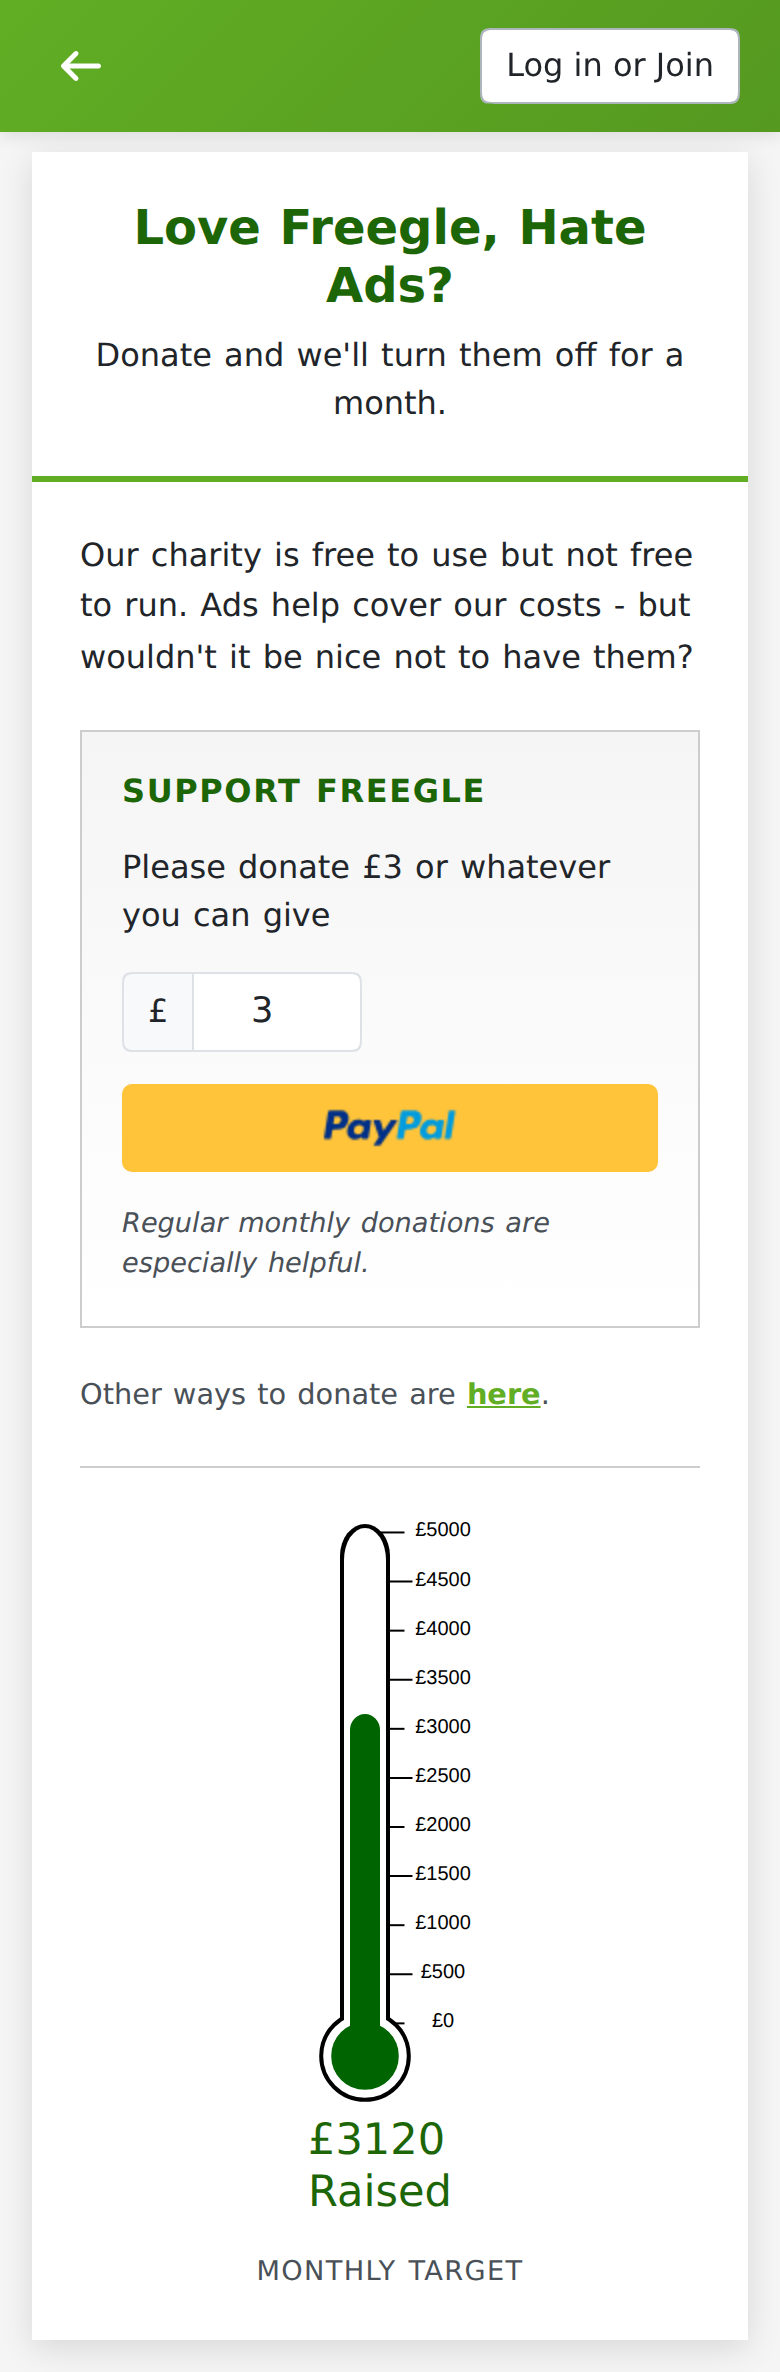 Log in or Join
Love Freegle, Hate
Ads?
Donate and we'll turn them off for a
month.
Our charity is free to use but not free
to run. Ads help cover our costs - but
wouldn't it be nice not to have them?
SUPPORT FREEGLE
Please donate £3 or whatever
you can give
£ 3
PayPal
Regular monthly donations are
especially helpful.
Other ways to donate are here.
£5000
£4500
£4000
£3500
£3000
£2500
£2000
£1500
£1000
£500
£0
£3120
Raised
MONTHLY TARGET